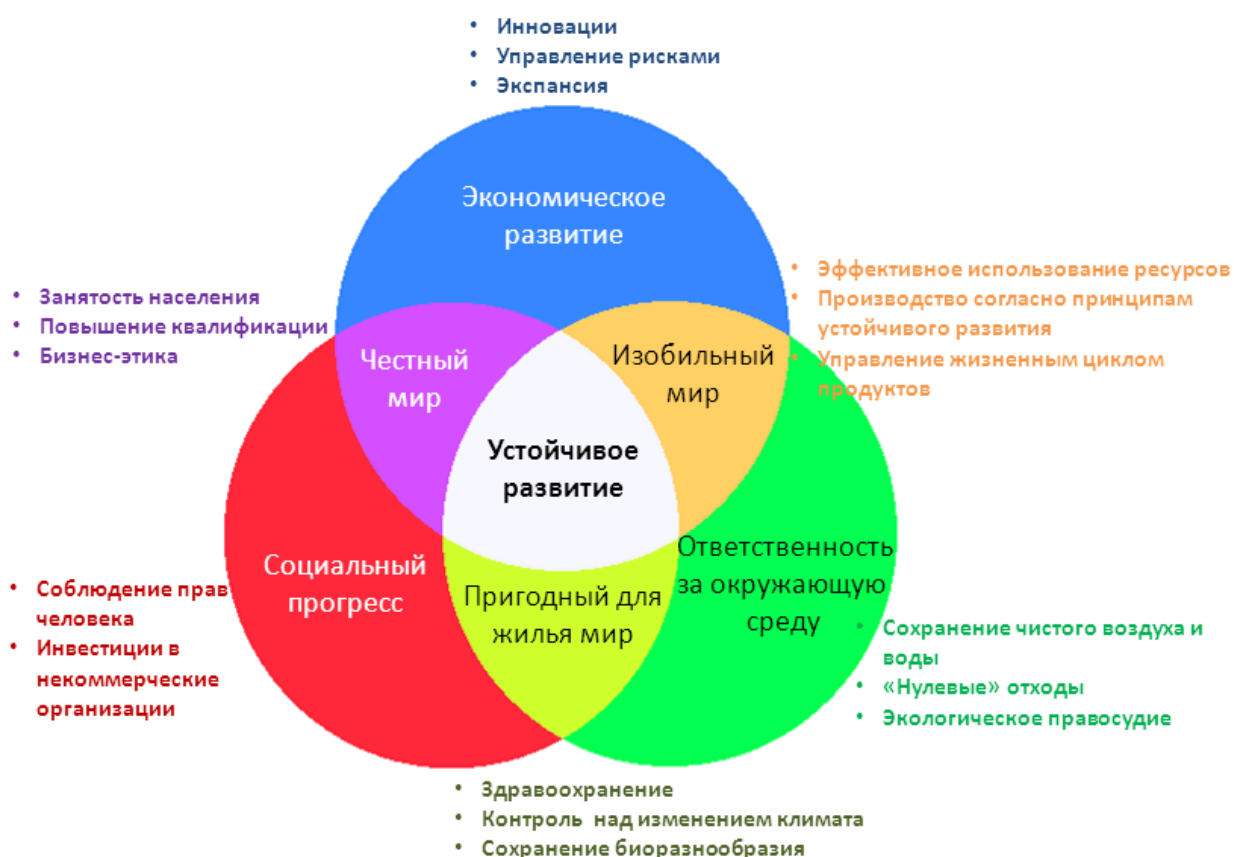 • Инновации
• Управление рисками
• Экспансия
Экономическое
развитие
• Занятость населения
• Повышение квалификации
• Бизнес-этика
• Эффективное использование ресурсов
• Производство согласно принципам
устойчивого развития
• Управление жизненным циклом
продуктов
Честный
мир
Изобильный
мир
Устойчивое
развитие
Социальный
прогресс
Пригодный для
жилья мир
Ответственность
за окружающую
среду
• Соблюдение прав
человека
• Инвестиции в
некоммерческие
организации
• Сохранение чистого воздуха и
воды
• «Нулевые» отходы
• Экологическое правосудие
• Здравоохранение
• Контроль над изменением климата
• Сохранение биоразнообразия